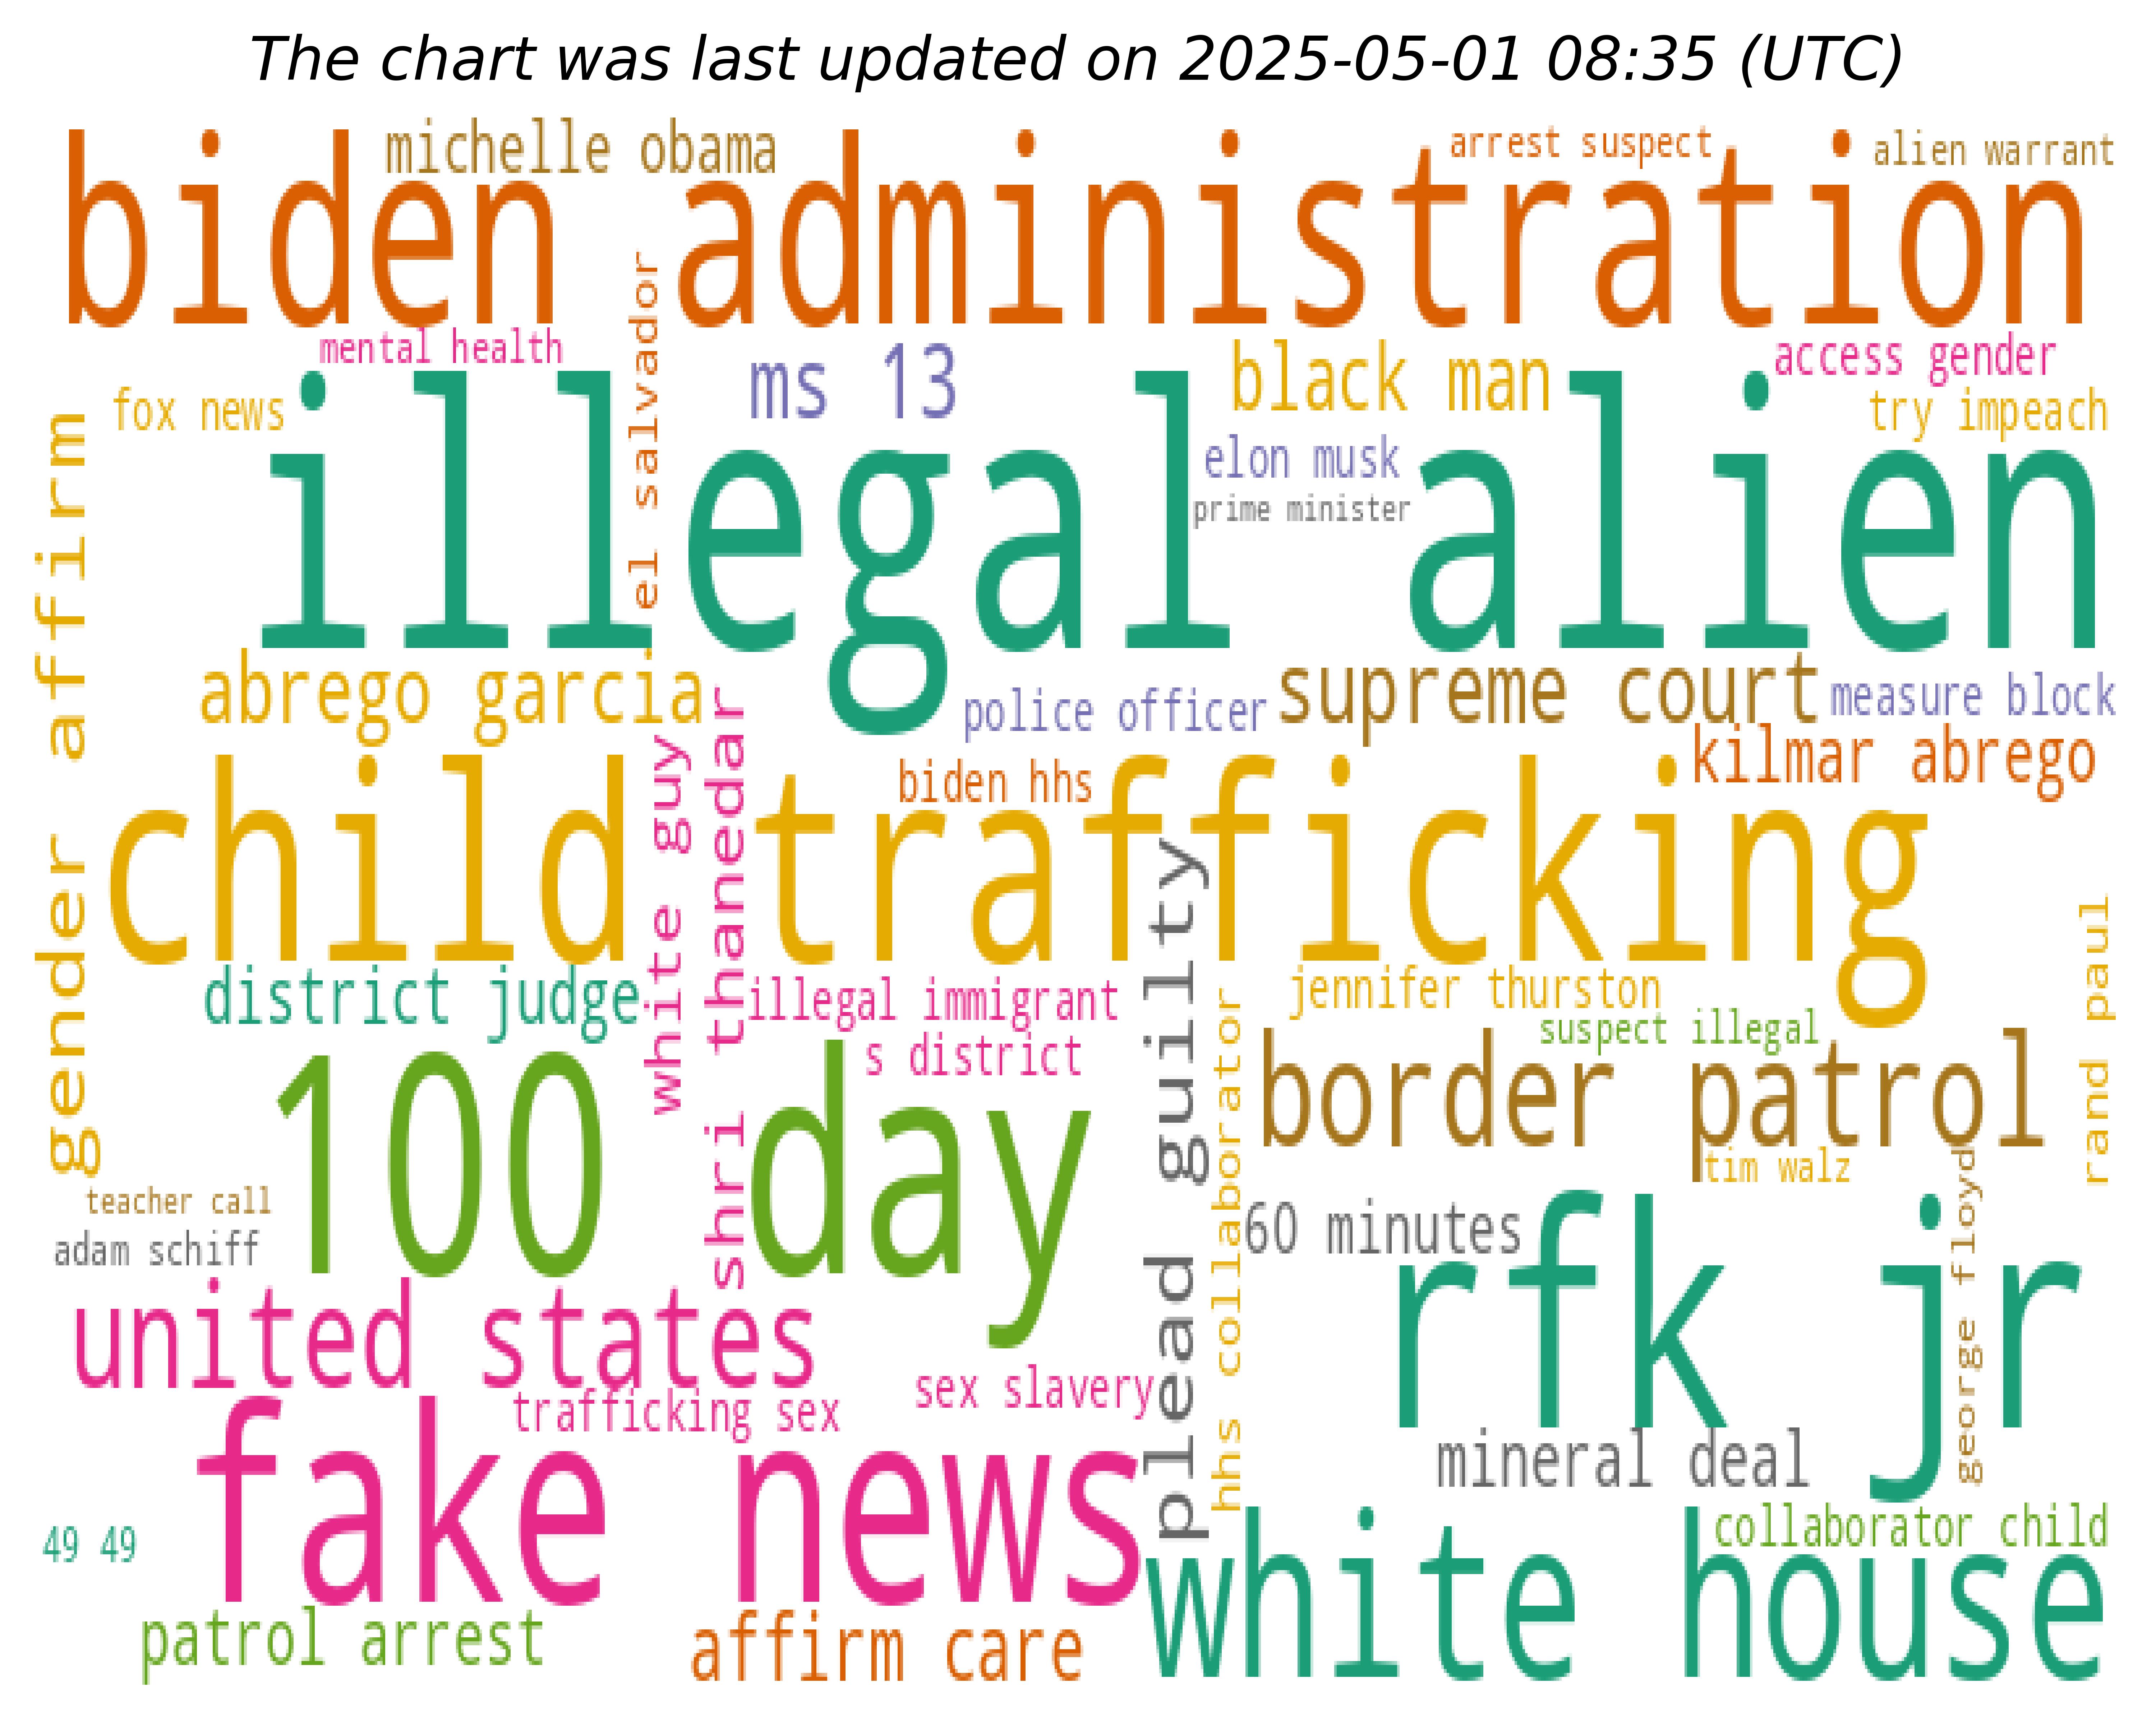 The chart was last updated on 2025-05-01 08:35 (UTC)
michelle obama
arrest suspect
alien warrant
biden administration
el salvador
mental health
ms 13
black man
access gender
fox news
try impeach
illegal alien
elon musk
prime minister
gender affirm
abrego garcia
police officer
supreme court
measure block
kilmar abrego
white guy
shri thanedar
biden hhs
child trafficking
plead guilty
rand paul
district judge
illegal immigrant
jennifer thurston
hhs collaborator
suspect illegal
s district
100 day
border patrol
tim walz
george floyd
teacher call
60 minutes
adam schiff
rfk jr
united states
sex slavery
trafficking sex
fake news
mineral deal
collaborator child
49 49
white house
patrol arrest
affirm care